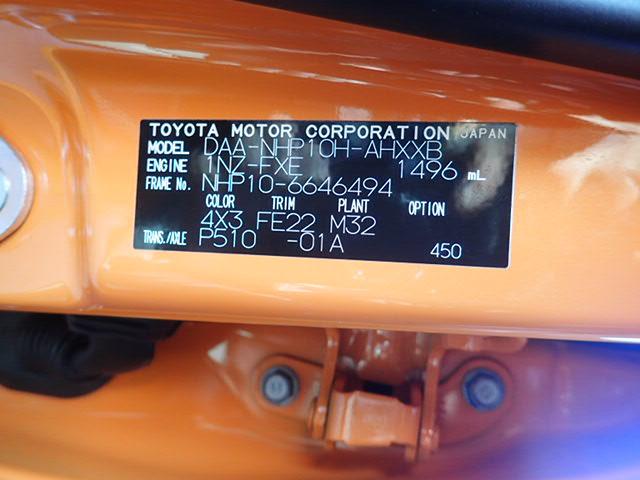 TOYOTA MOTOR CORPORATION JAPAN
MODEL DAA-NHP10H-AHXXB
ENGINE 1NZ-FXE 1496 mL
FRAME No. NHP10-6646494
COLOR TRIM PLANT OPTION
4X3 FE22 M32
TRANS./AXLE P510 -01A 450